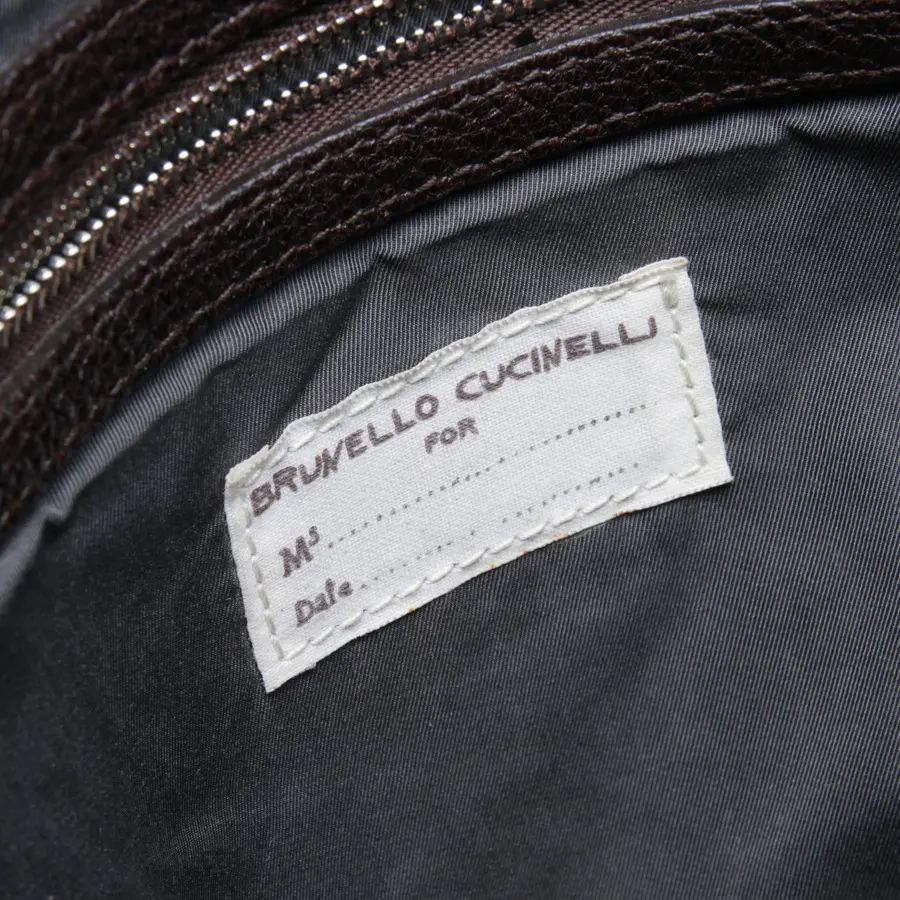 BRUNELLO CUCINELLI
FOR
Ms ..............................
Date ..............................